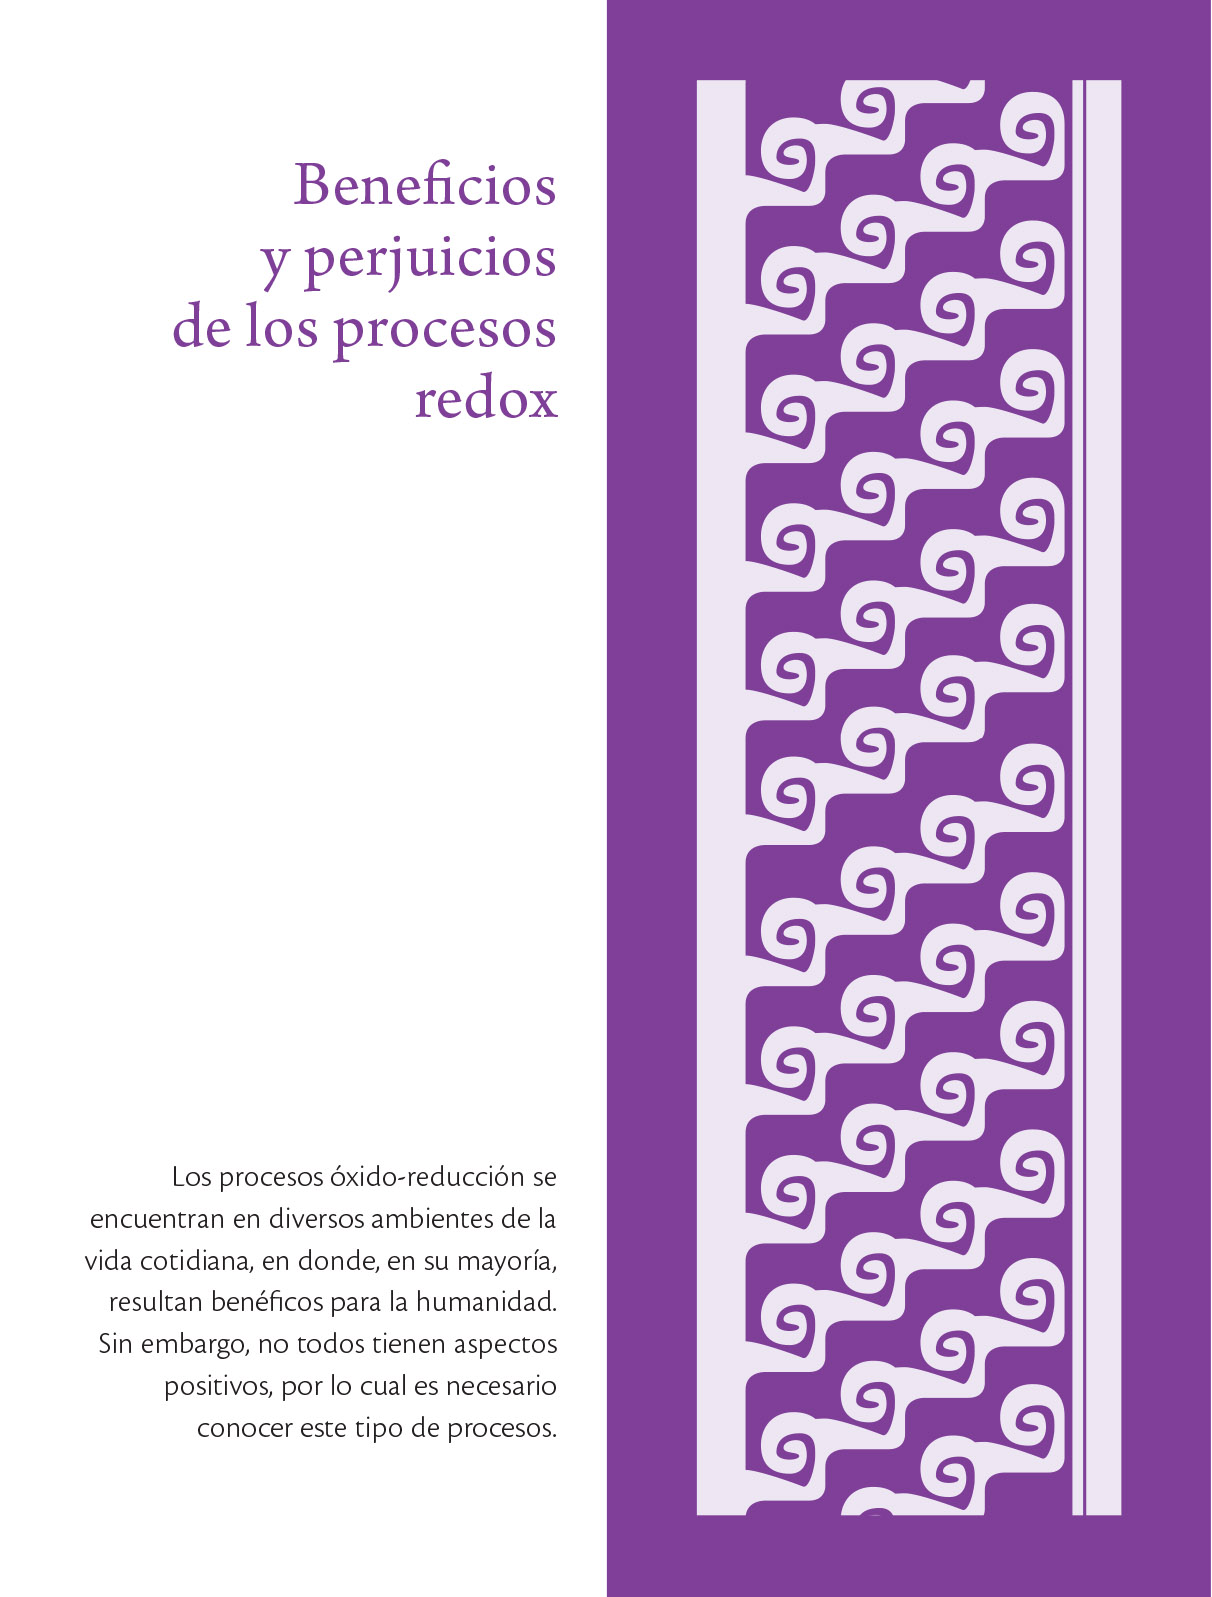 Beneficios
y perjuicios
de los procesos
redox
Los procesos óxido-reducción se
encuentran en diversos ambientes de la
vida cotidiana, en donde, en su mayoría,
resultan benéficos para la humanidad.
Sin embargo, no todos tienen aspectos
positivos, por lo cual es necesario
conocer este tipo de procesos.